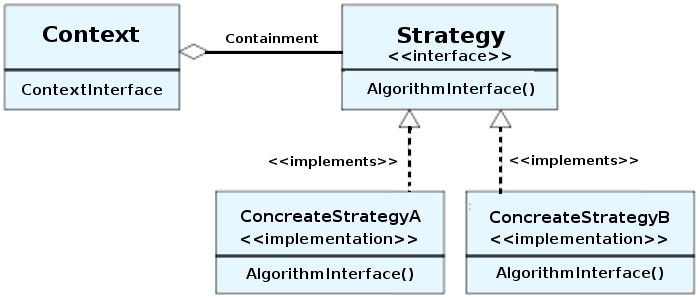 Context
ContextInterface
Containment
Strategy
<<interface>>
AlgorithmInterface()
<<implements>>
<<implements>>
ConcreateStrategyA
<<implementation>>
AlgorithmInterface()
ConcreateStrategyB
<<implementation>>
AlgorithmInterface()